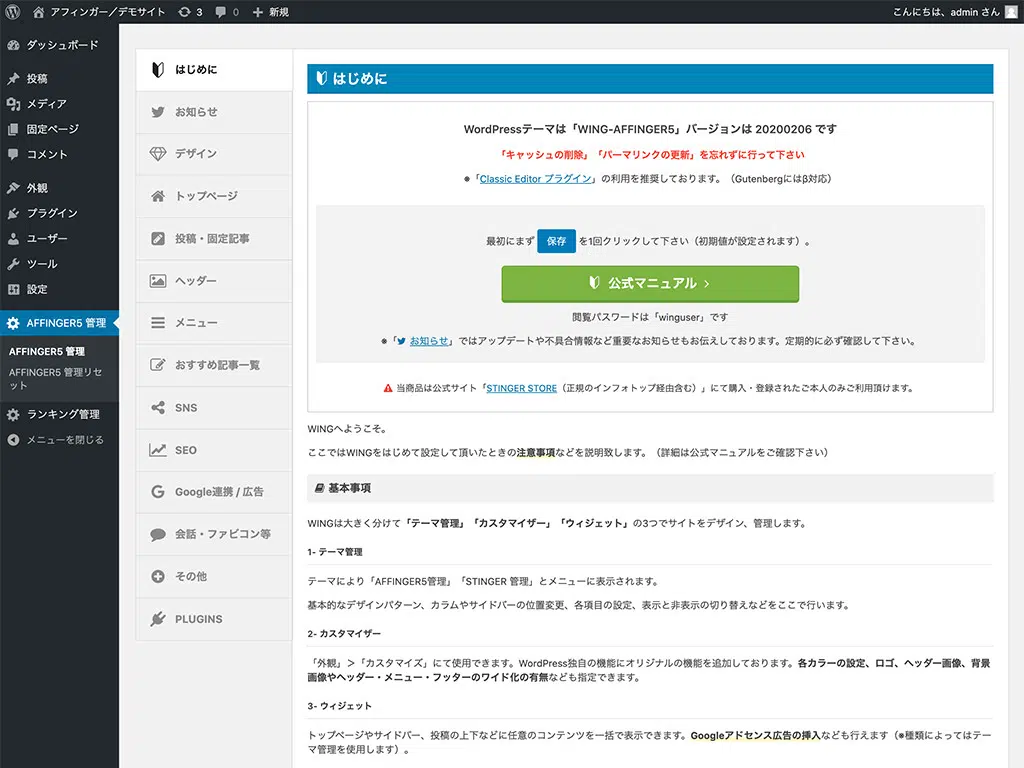 アフィンガー／デモサイト 3 0 新規 こんにちは、admin さん
ダッシュボード
投稿
メディア
固定ページ
コメント
外観
プラグイン
ユーザー
ツール
設定
AFFINGER5 管理
AFFINGER5 管理
AFFINGER5 管理リセ
ット
ランキング管理
メニューを閉じる
はじめに
お知らせ
デザイン
トップページ
投稿・固定記事
ヘッダー
メニュー
おすすめ記事一覧
SNS
SEO
Google連携 / 広告
会話・ファビコン等
その他
PLUGINS
はじめに
WordPressテーマは「WING-AFFINGER5」バージョンは 20200206 です
「キャッシュの削除」「パーマリンクの更新」を忘れずに行って下さい
※「Classic Editor プラグイン」の利用を推奨しております。（Gutenbergにはβ対応）
最初にまず 保存 を1回クリックして下さい（初期値が設定されます）。
公式マニュアル
閲覧パスワードは「winguser」です
※「お知らせ」ではアップデートや不具合情報など重要なお知らせもお伝えしております。定期的に必ず確認して下さい。
当商品は公式サイト「STINGER STORE（正規のインフォトップ経由含む）」にて購入・登録されたご本人のみご利用頂けます。
WINGへようこそ。
ここではWINGをはじめて設定して頂いたときの注意事項などを説明致します。（詳細は公式マニュアルをご確認下さい）
基本事項
WINGは大きく分けて「テーマ管理」「カスタマイザー」「ウィジェット」の3つでサイトをデザイン、管理します。
1- テーマ管理
テーマにより「AFFINGER5管理」「STINGER 管理」とメニューに表示されます。
基本的なデザインパターン、カラムやサイドバーの位置変更、各項目の設定、表示と非表示の切り替えなどをここで行います。
2- カスタマイザー
「外観」＞「カスタマイズ」にて使用できます。WordPress独自の機能にオリジナルの機能を追加しております。各カラーの設定、ロゴ、ヘッダー画像、背景
画像やヘッダー・メニュー・フッターのワイド化の有無なども指定できます。
3- ウィジェット
トップページやサイドバー、投稿の上下などに任意のコンテンツを一括で表示できます。Googleアドセンス広告の挿入なども行えます（※種類によってはテー
マ管理を使用します）。